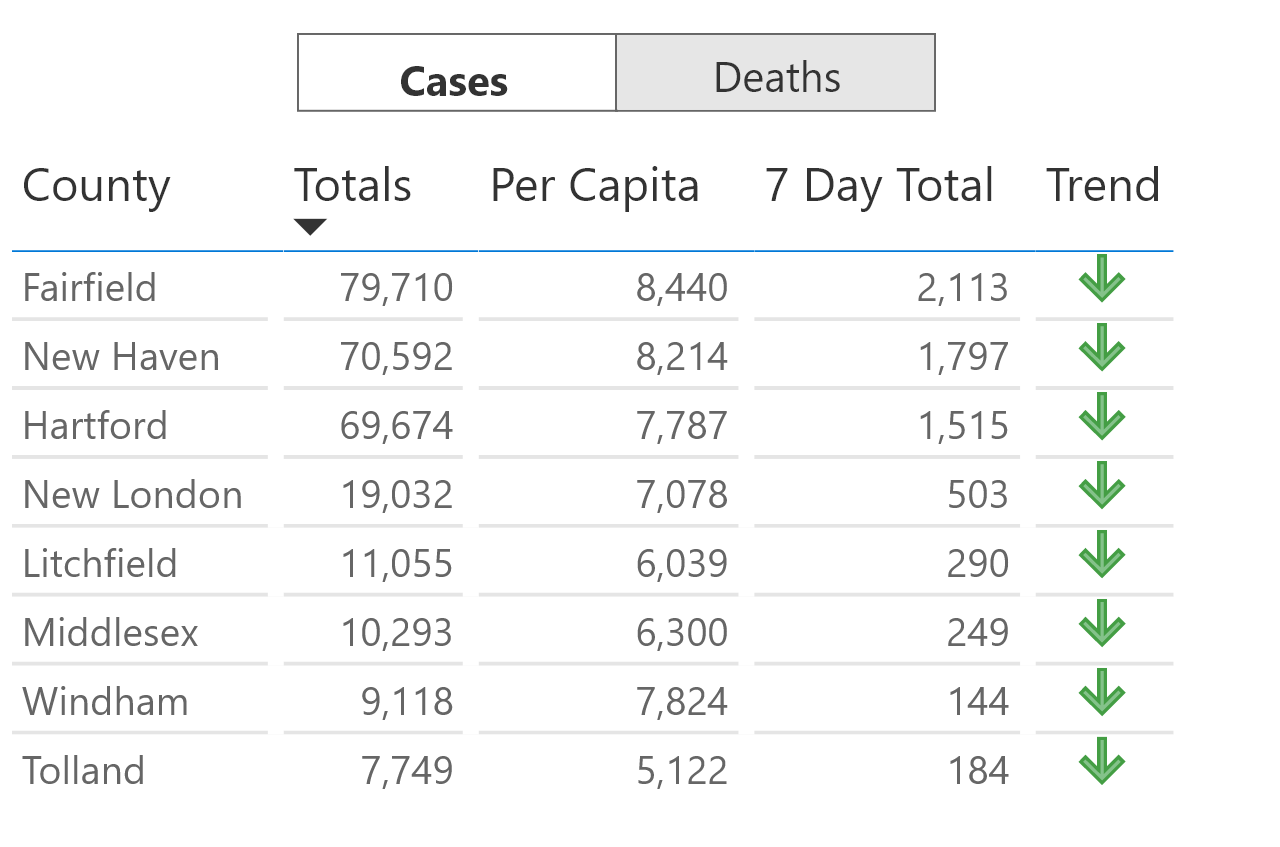 Cases Deaths
County Totals Per Capita 7 Day Total Trend
Fairfield 79,710 8,440 2,113
New Haven 70,592 8,214 1,797
Hartford 69,674 7,787 1,515
New London 19,032 7,078 503
Litchfield 11,055 6,039 290
Middlesex 10,293 6,300 249
Windham 9,118 7,824 144
Tolland 7,749 5,122 184